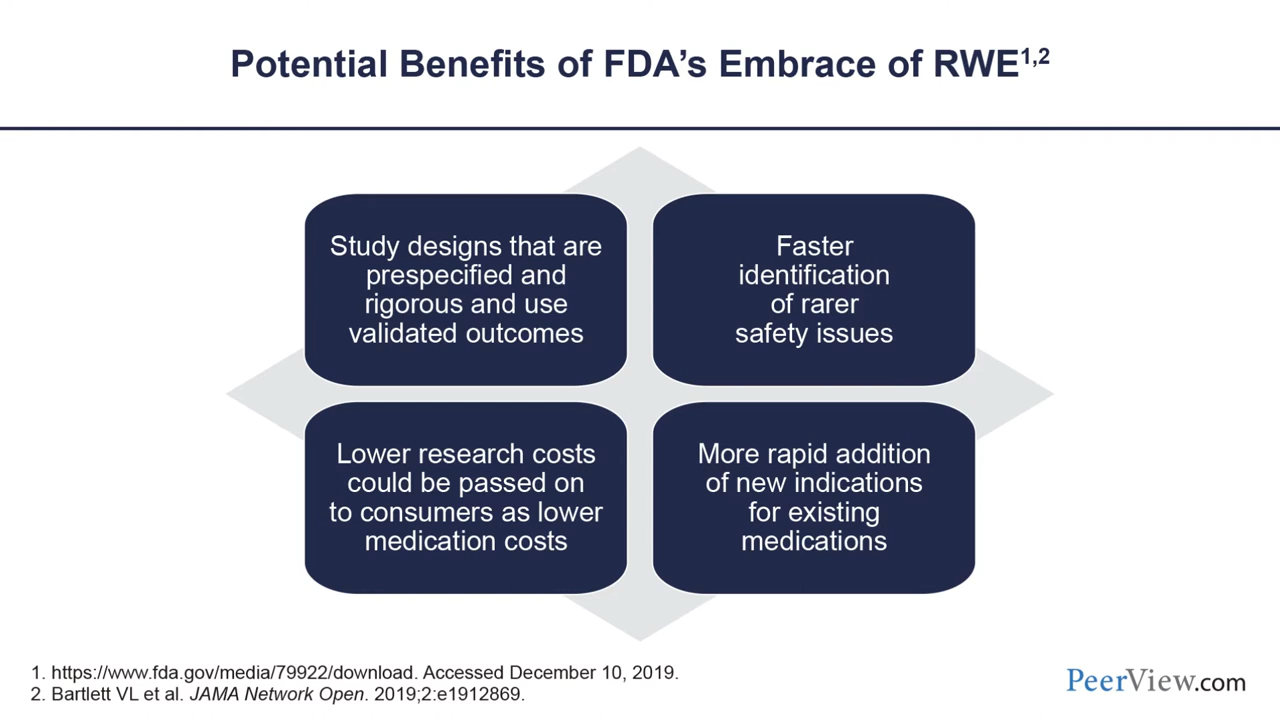 Potential Benefits of FDA's Embrace of RWE1,2
Study designs that are
prespecified and
rigorous and use
validated outcomes
Faster
identification
of rarer
safety issues
Lower research costs
could be passed on
to consumers as lower
medication costs
More rapid addition
of new indications
for existing
medications
1. https://www.fda.gov/media/79922/download. Accessed December 10, 2019.
2. Bartlett VL et al. JAMA Network Open. 2019;2:e1912869.
PeerView.com